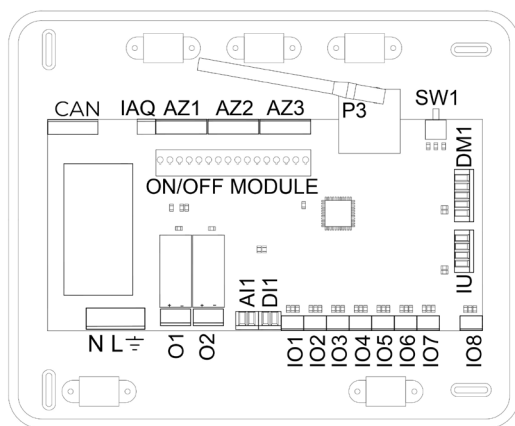 CAN IAQ AZ1 AZ2 AZ3 P3 SW1
ON/OFF MODULE
DM1
IU
AI1 DI1
N L O1 O2 IO1 IO2 IO3 IO4 IO5 IO6 IO7 IO8